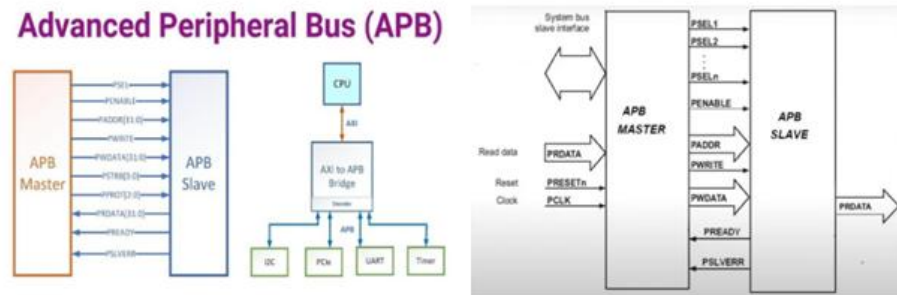 Advanced Peripheral Bus (APB)
APB
Master
PSEL
PENABLE
PADDR[31:0]
PWRITE
PWDATA[31:0]
PSTRB[3:0]
PPROT[2:0]
PRDATA[31:0]
PREADY
PSLVERR
APB
Slave
CPU
AXI
AXI to APB
Bridge
Decoder
APB
I2C
PCIe
UART
Timer
System bus
slave interface
Read data
PRDATA
Reset
PRESETn
Clock
PCLK
APB
MASTER
PSEL1
PSEL2
PSELn
PENABLE
PADDR
PWRITE
PWDATA
PREADY
PSLVERR
APB
SLAVE
PRDATA